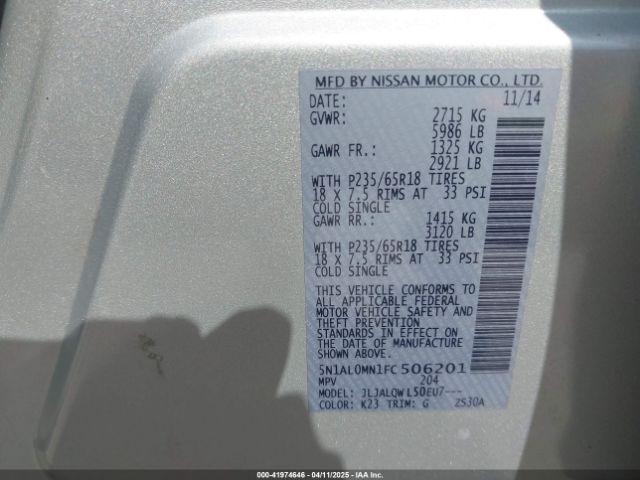 MFD BY NISSAN MOTOR CO., LTD.
DATE: 11/14
GVWR: 2715 KG
5986 LB
GAWR FR.: 1325 KG
2921 LB
WITH P235/65R18 TIRES
18 X 7.5 RIMS AT 33 PSI
COLD SINGLE
GAWR RR.: 1415 KG
3120 LB
WITH P235/65R18 TIRES
18 X 7.5 RIMS AT 33 PSI
COLD SINGLE
THIS VEHICLE CONFORMS TO
ALL APPLICABLE FEDERAL
MOTOR VEHICLE SAFETY AND
THEFT PREVENTION
STANDARDS IN EFFECT ON
THE DATE OF MANUFACTURE
SHOWN ABOVE.
5N1AL0MN1FC506201
MPV 204
MODEL: JLJALQWL50EU7---
COLOR: K23 TRIM: G ZS30A
000-41974646 - 04/11/2025 - IAA Inc.